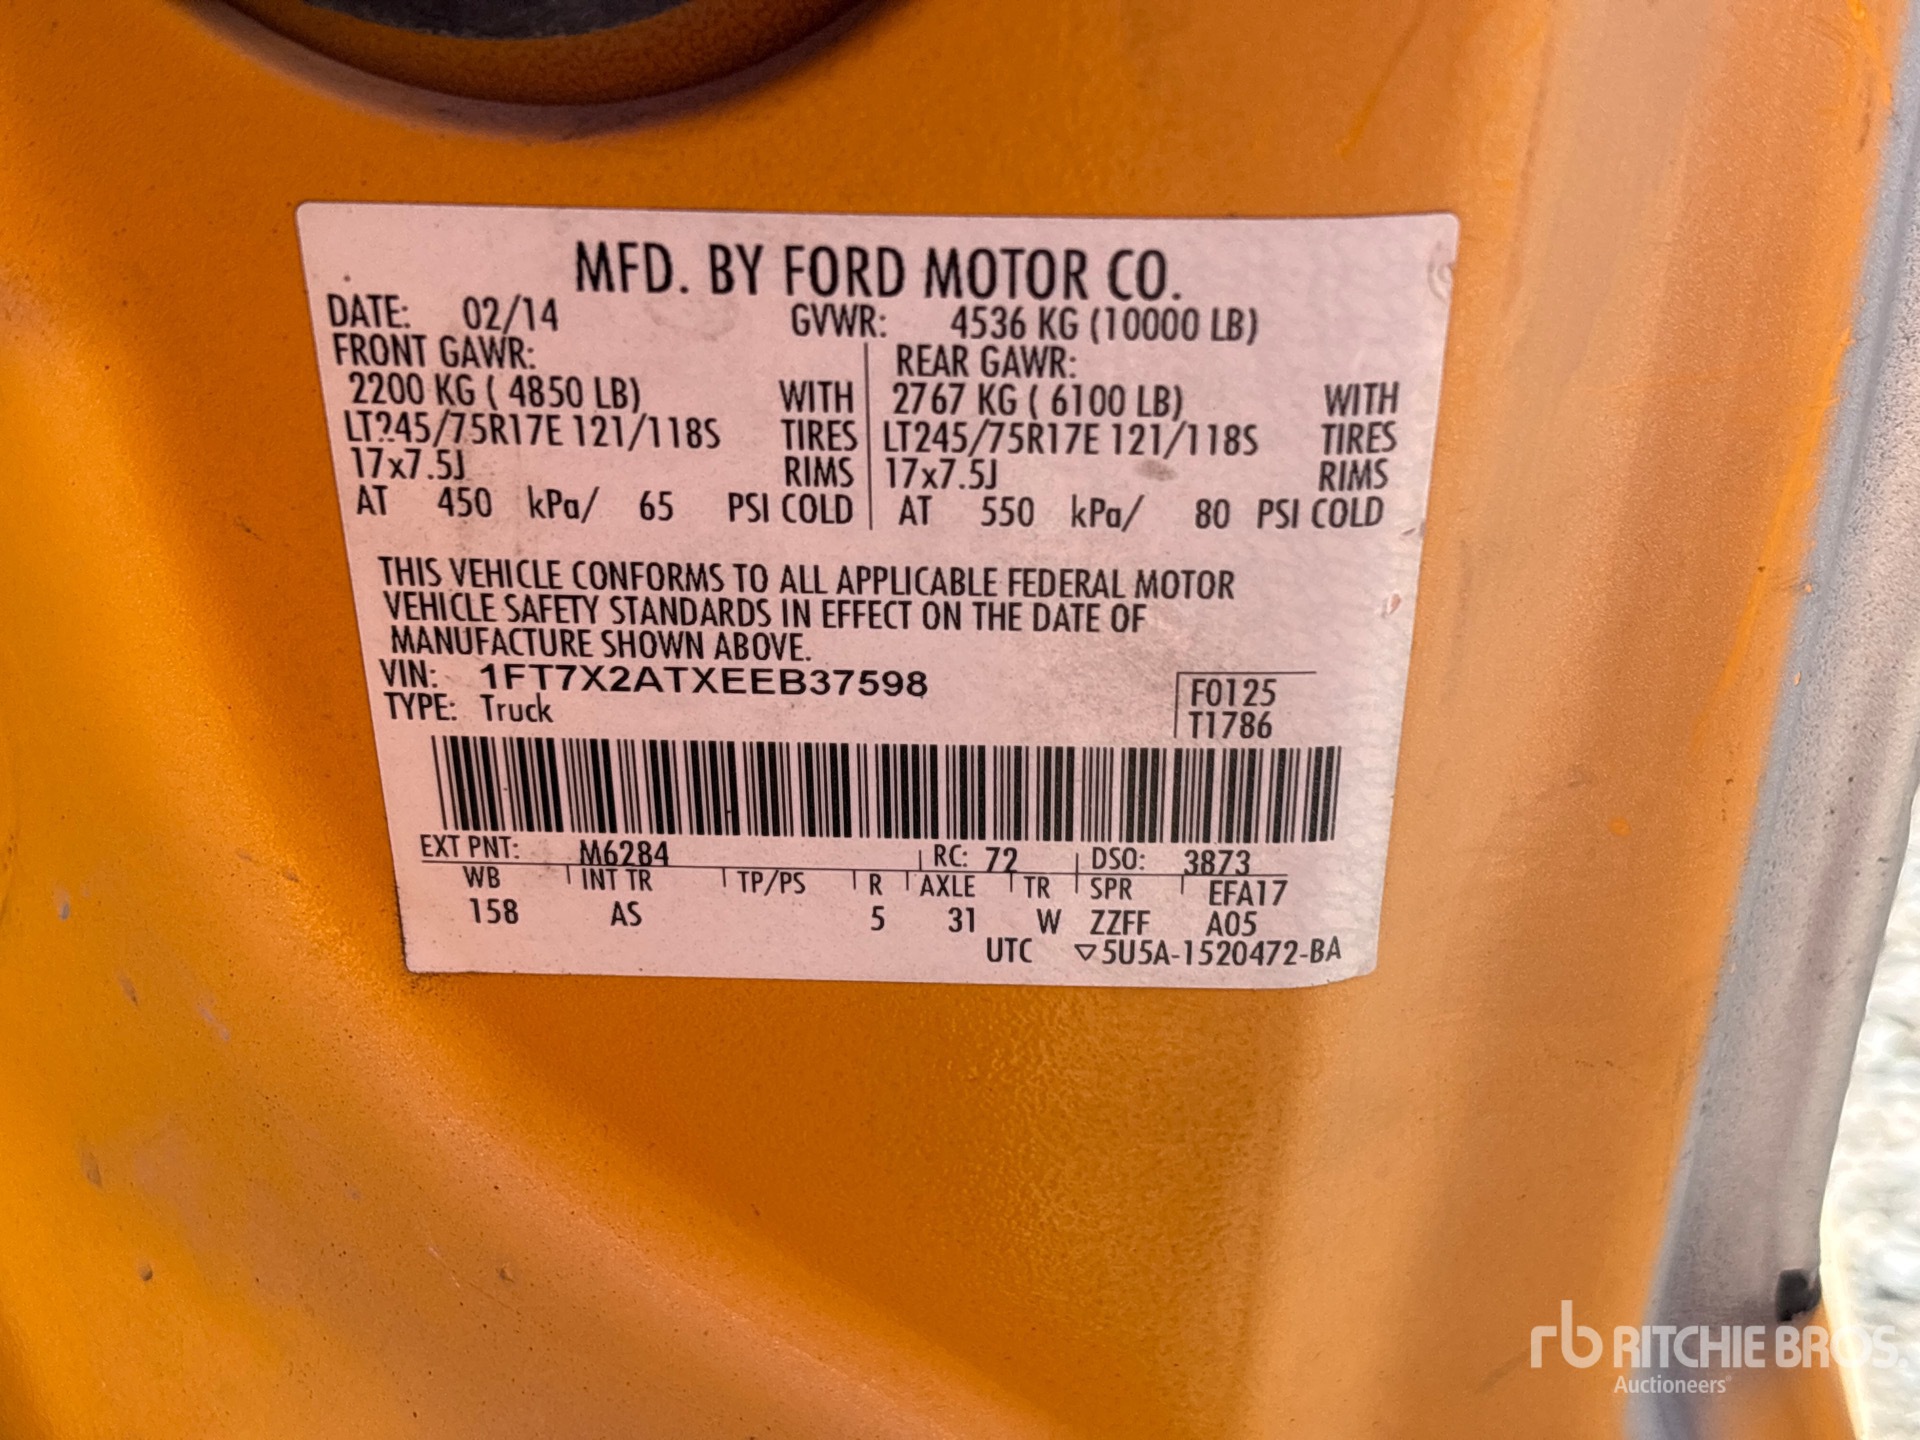 MFD. BY FORD MOTOR CO.
DATE: 02/14 GVWR: 4536 KG (10000 LB)
FRONT GAWR: REAR GAWR:
2200 KG ( 4850 LB) WITH 2767 KG ( 6100 LB) WITH
LT245/75R17E 121/118S TIRES LT245/75R17E 121/118S TIRES
17x7.5J RIMS 17x7.5J RIMS
AT 450 kPa/ 65 PSI COLD AT 550 kPa/ 80 PSI COLD
THIS VEHICLE CONFORMS TO ALL APPLICABLE FEDERAL MOTOR
VEHICLE SAFETY STANDARDS IN EFFECT ON THE DATE OF
MANUFACTURE SHOWN ABOVE.
VIN: 1FT7X2ATXEEB37598
TYPE: Truck
F0125
T1786
EXT PNT: M6284 RC: 72 DSO: 3873
WB INT TR TP/PS R AXLE TR SPR EFA17
158 AS 5 31 W ZZFF A05
UTC ▽5U5A-1520472-BA
rb RITCHIE BROS.
Auctioneers